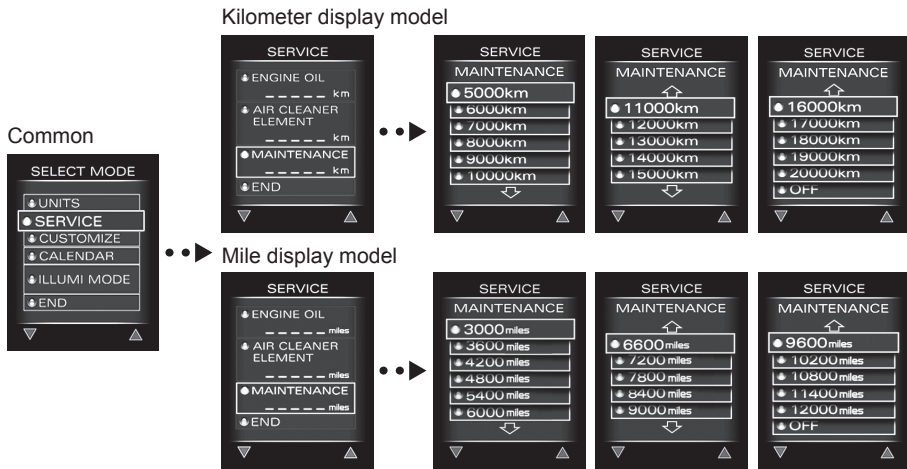 Kilometer display model
SERVICE
ENGINE OIL
_ _ _ _ _ km
AIR CLEANER
ELEMENT
_ _ _ _ _ km
MAINTENANCE
_ _ _ _ _ km
END
SERVICE
MAINTENANCE
5000km
6000km
7000km
8000km
9000km
10000km
SERVICE
MAINTENANCE
11000km
12000km
13000km
14000km
15000km
SERVICE
MAINTENANCE
16000km
17000km
18000km
19000km
20000km
OFF
Common
SELECT MODE
UNITS
SERVICE
CUSTOMIZE
CALENDAR
ILLUMI MODE
END
Mile display model
SERVICE
ENGINE OIL
_ _ _ _ _ miles
AIR CLEANER
ELEMENT
_ _ _ _ _ miles
MAINTENANCE
_ _ _ _ _ miles
END
SERVICE
MAINTENANCE
3000miles
3600miles
4200miles
4800miles
5400miles
6000miles
SERVICE
MAINTENANCE
6600miles
7200miles
7800miles
8400miles
9000miles
SERVICE
MAINTENANCE
9600miles
10200miles
10800miles
11400miles
12000miles
OFF